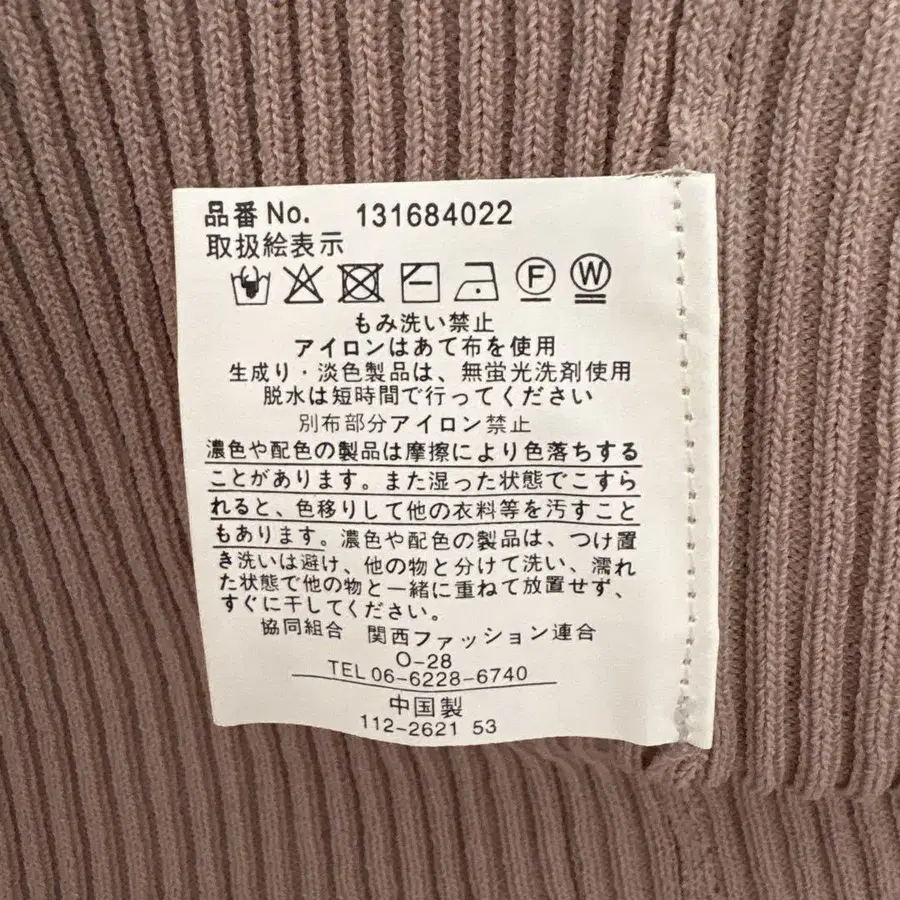 品番No. 131684022
取扱絵表示
F W
もみ洗い禁止
アイロンはあて布を使用
生成り・淡色製品は、無蛍光洗剤使用
脱水は短時間で行ってください
別布部分アイロン禁止
濃色や配色の製品は摩擦により色落ちする
ことがあります。また湿った状態でこすら
れると、色移りして他の衣料等を汚すこと
もあります。濃色や配色の製品は、つけ置
き洗いは避け、他の物と分けて洗い、濡れ
た状態で他の物と一緒に重ねて放置せず、
すぐに干してください。
協同組合 関西ファッション連合
O-28
TEL 06-6228-6740
中国製
112-2621 53